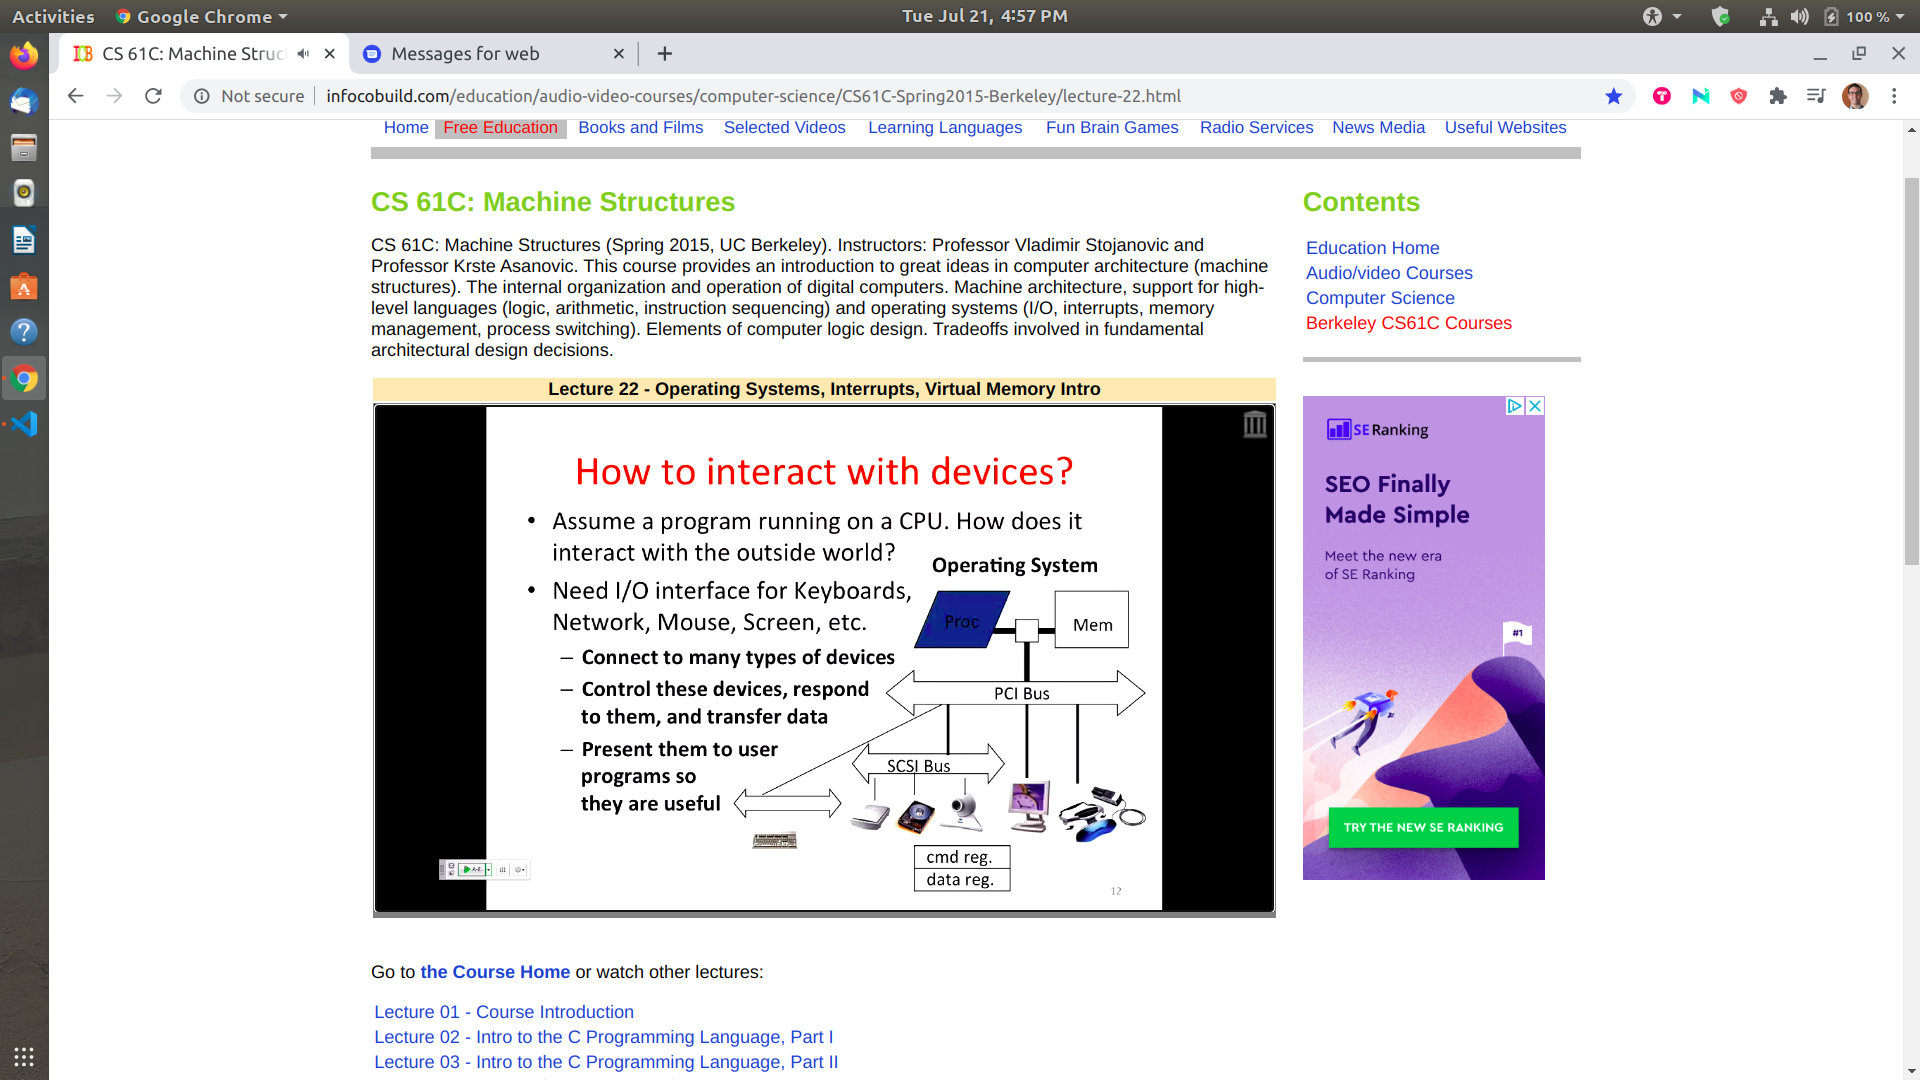 Activities
Google Chrome
Tue Jul 21, 4:57 PM
100 %
CS 61C: Machine Struc
Messages for web
Not secure
infocobuild.com/education/audio-video-courses/computer-science/CS61C-Spring2015-Berkeley/lecture-22.html
Home Free Education Books and Films Selected Videos Learning Languages Fun Brain Games Radio Services News Media Useful Websites
CS 61C: Machine Structures
CS 61C: Machine Structures (Spring 2015, UC Berkeley). Instructors: Professor Vladimir Stojanovic and
Professor Krste Asanovic. This course provides an introduction to great ideas in computer architecture (machine
structures). The internal organization and operation of digital computers. Machine architecture, support for high-
level languages (logic, arithmetic, instruction sequencing) and operating systems (I/O, interrupts, memory
management, process switching). Elements of computer logic design. Tradeoffs involved in fundamental
architectural design decisions.
Lecture 22 - Operating Systems, Interrupts, Virtual Memory Intro
How to interact with devices?
• Assume a program running on a CPU. How does it
interact with the outside world?
• Need I/O interface for Keyboards,
Network, Mouse, Screen, etc.
– Connect to many types of devices
– Control these devices, respond
to them, and transfer data
– Present them to user
programs so
they are useful
Operating System
Proc
Mem
PCI Bus
SCSI Bus
cmd reg.
data reg.
12
Go to the Course Home or watch other lectures:
Lecture 01 - Course Introduction
Lecture 02 - Intro to the C Programming Language, Part I
Lecture 03 - Intro to the C Programming Language, Part II
Contents
Education Home
Audio/video Courses
Computer Science
Berkeley CS61C Courses
SE Ranking
SEO Finally
Made Simple
Meet the new era
of SE Ranking
#1
TRY THE NEW SE RANKING